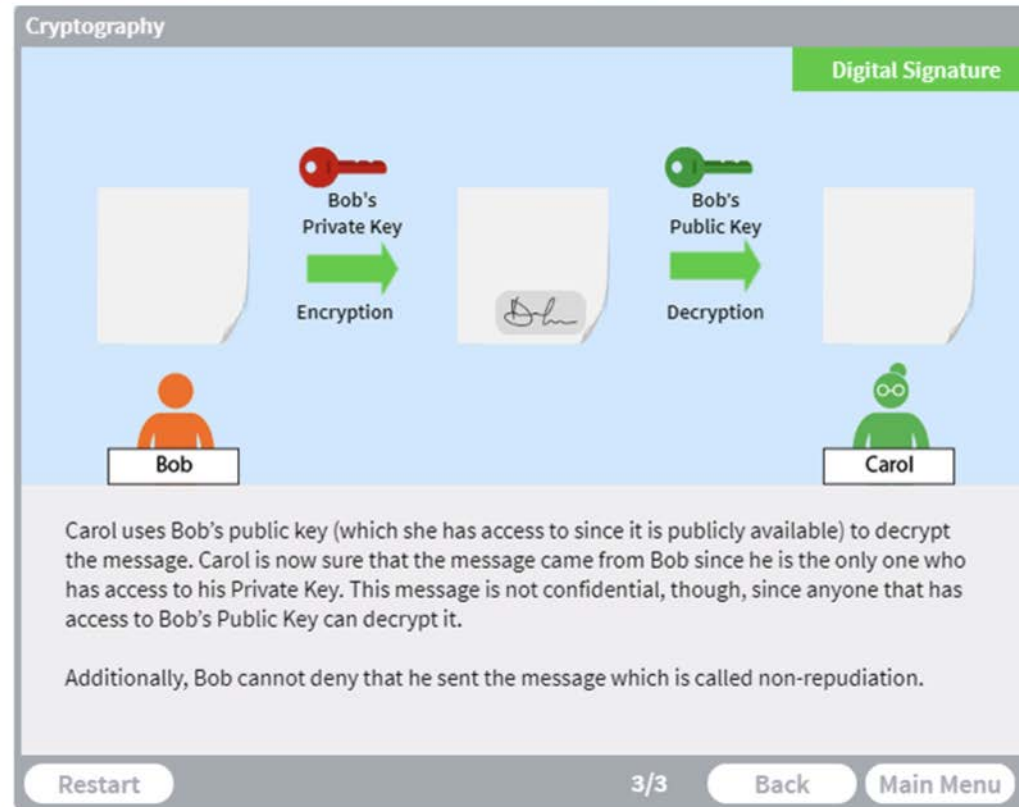 Cryptography
Digital Signature
Bob's
Private Key
Encryption
Bob's
Public Key
Decryption
Bob
Carol
Carol uses Bob's public key (which she has access to since it is publicly available) to decrypt
the message. Carol is now sure that the message came from Bob since he is the only one who
has access to his Private Key. This message is not confidential, though, since anyone that has
access to Bob's Public Key can decrypt it.
Additionally, Bob cannot deny that he sent the message which is called non-repudiation.
Restart
3/3
Back
Main Menu